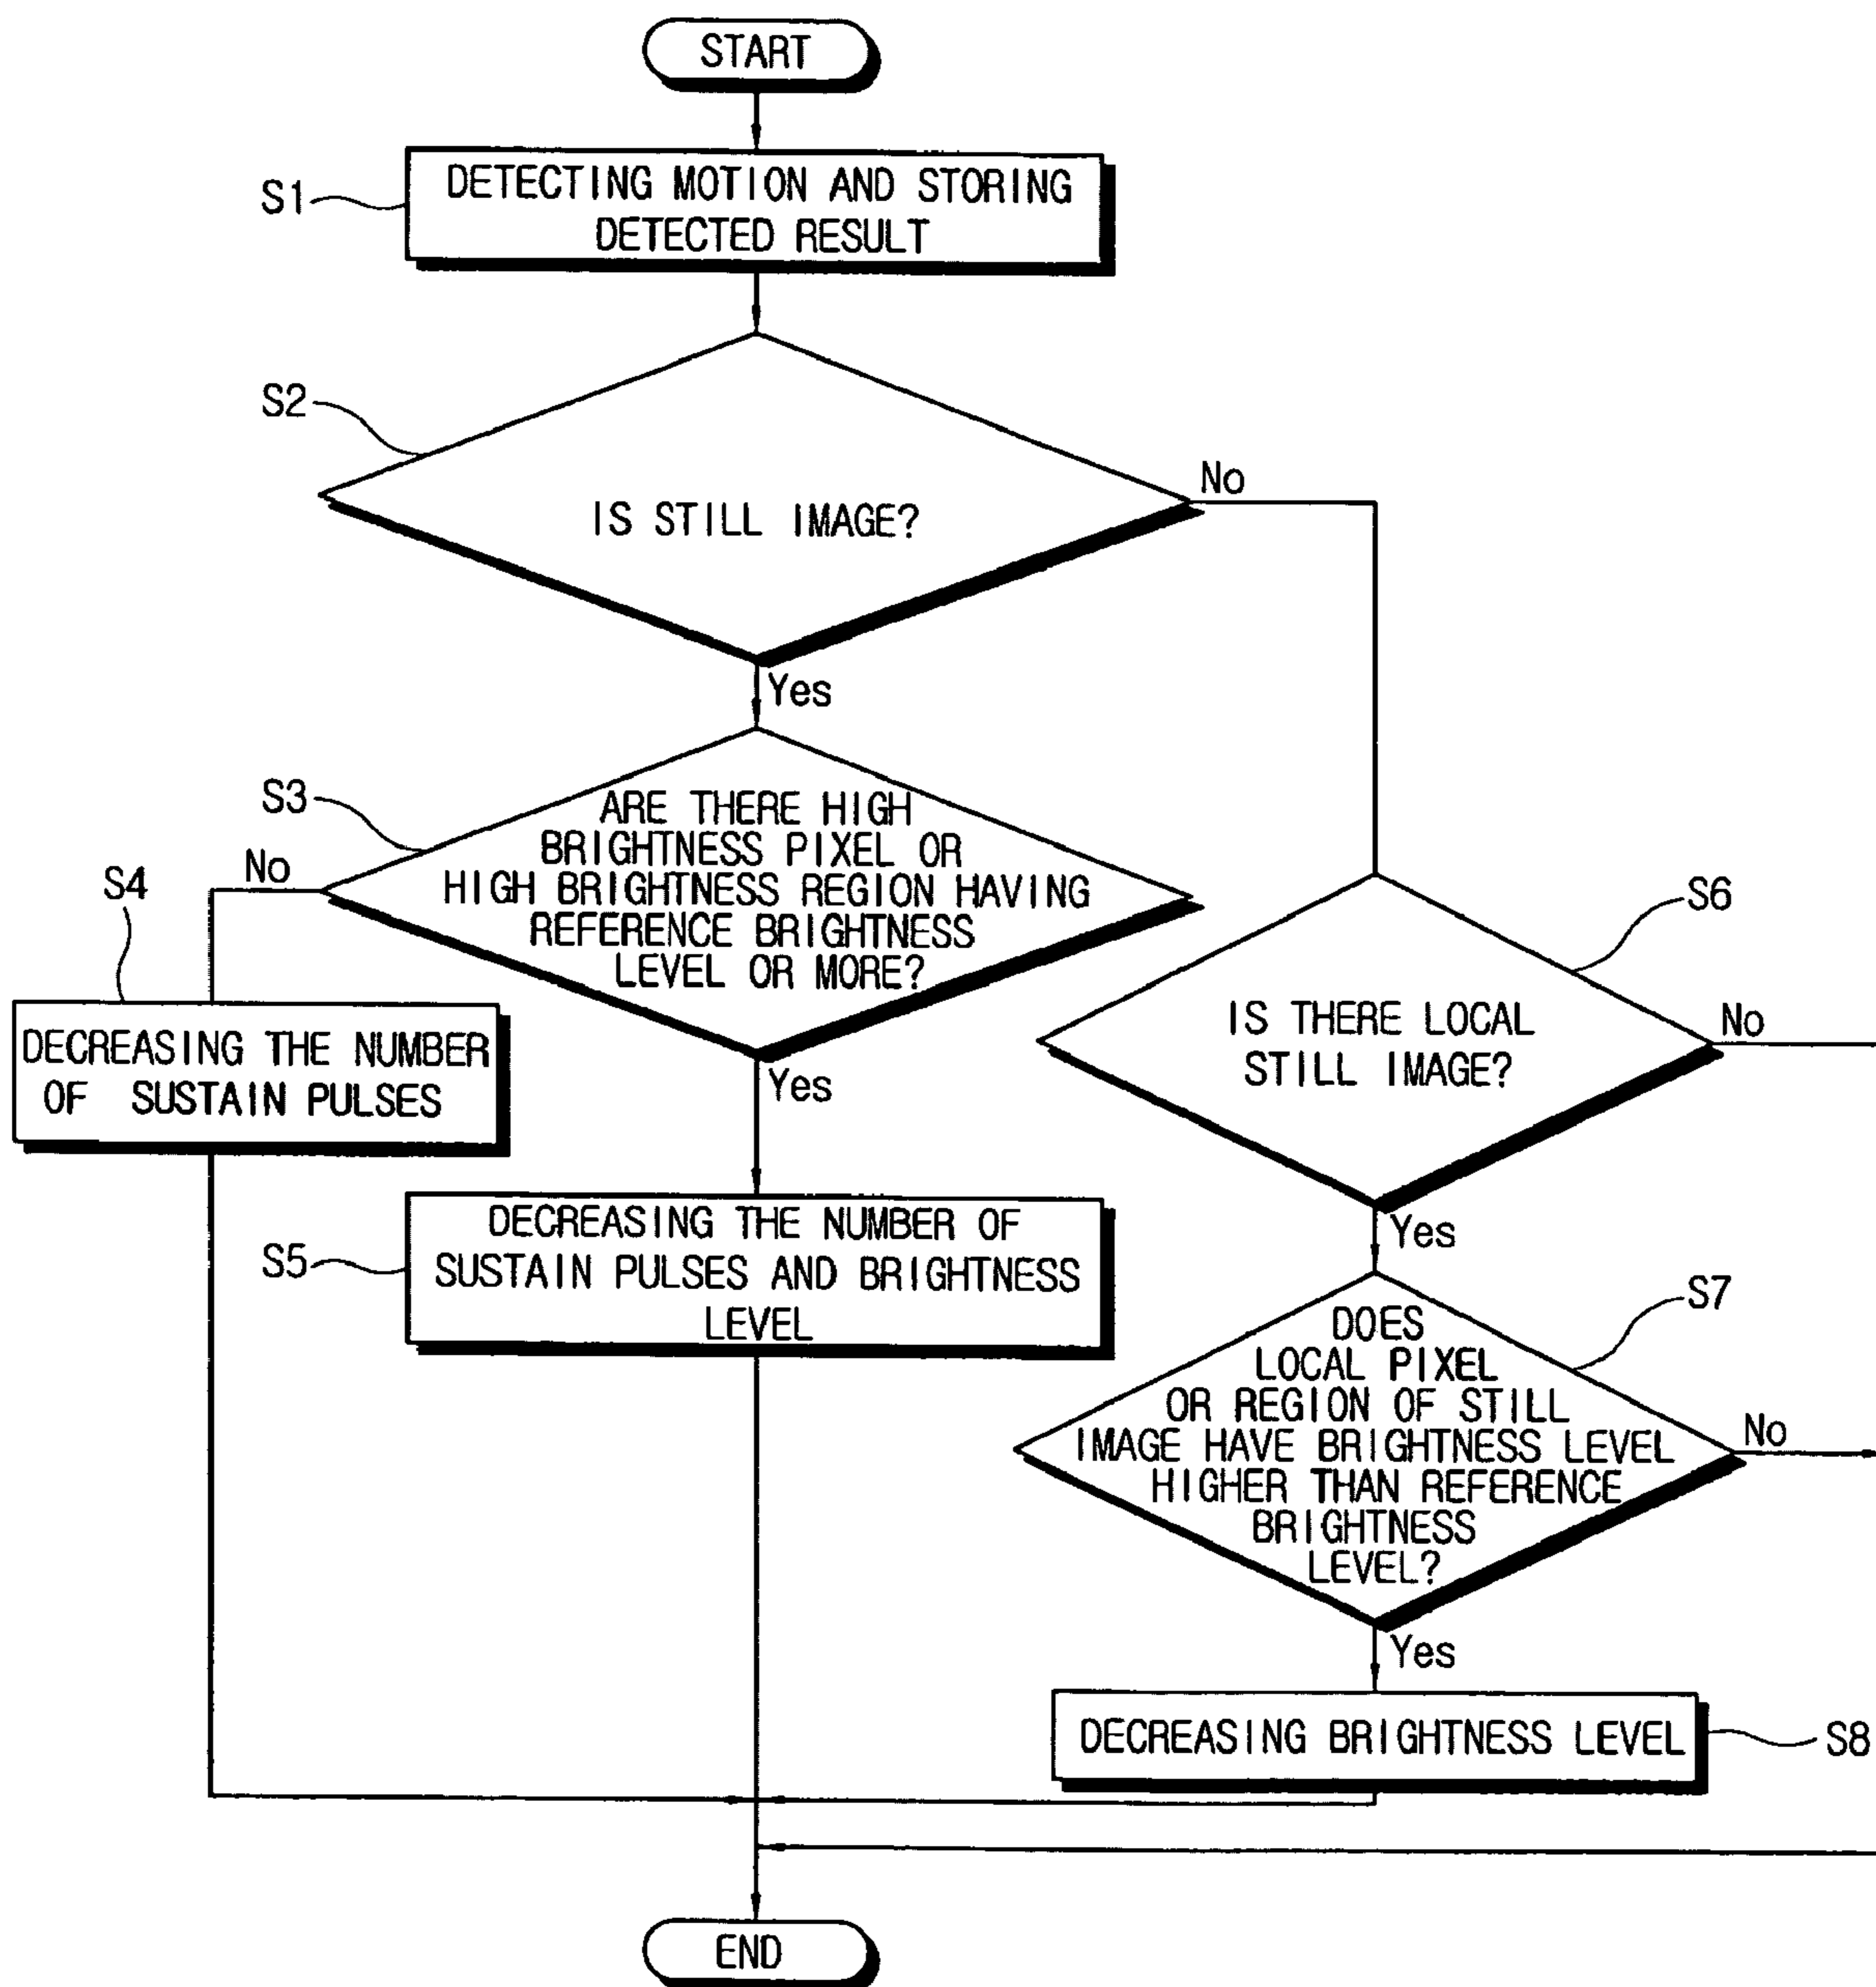 START
S1
DETECTING MOTION AND STORING
DETECTED RESULT
S2
IS STILL IMAGE?
No
Yes
S3
ARE THERE HIGH
BRIGHTNESS PIXEL OR
HIGH BRIGHTNESS REGION HAVING
REFERENCE BRIGHTNESS
LEVEL OR MORE?
No
Yes
S4
DECREASING THE NUMBER
OF SUSTAIN PULSES
S5
DECREASING THE NUMBER OF
SUSTAIN PULSES AND BRIGHTNESS
LEVEL
S6
IS THERE LOCAL
STILL IMAGE?
No
Yes
S7
DOES
LOCAL PIXEL
OR REGION OF STILL
IMAGE HAVE BRIGHTNESS LEVEL
HIGHER THAN REFERENCE
BRIGHTNESS
LEVEL?
No
Yes
DECREASING BRIGHTNESS LEVEL
S8
END